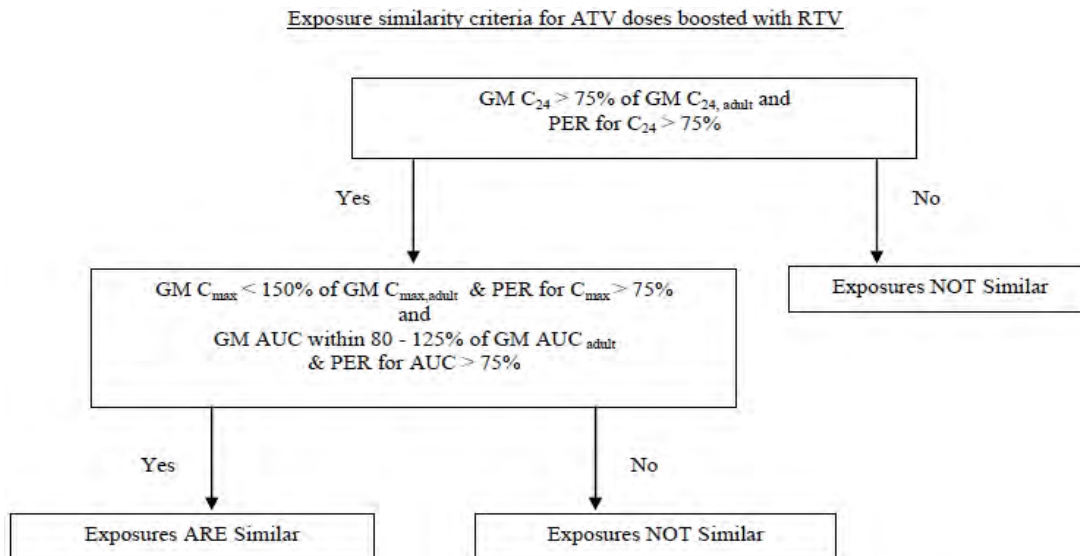 Exposure similarity criteria for ATV doses boosted with RTV
GM C24 > 75% of GM C24, adult and
PER for C24 > 75%
Yes
No
GM Cmax < 150% of GM Cmax,adult & PER for Cmax > 75%
and
GM AUC within 80 - 125% of GM AUC adult
& PER for AUC > 75%
Exposures NOT Similar
Yes
No
Exposures ARE Similar
Exposures NOT Similar